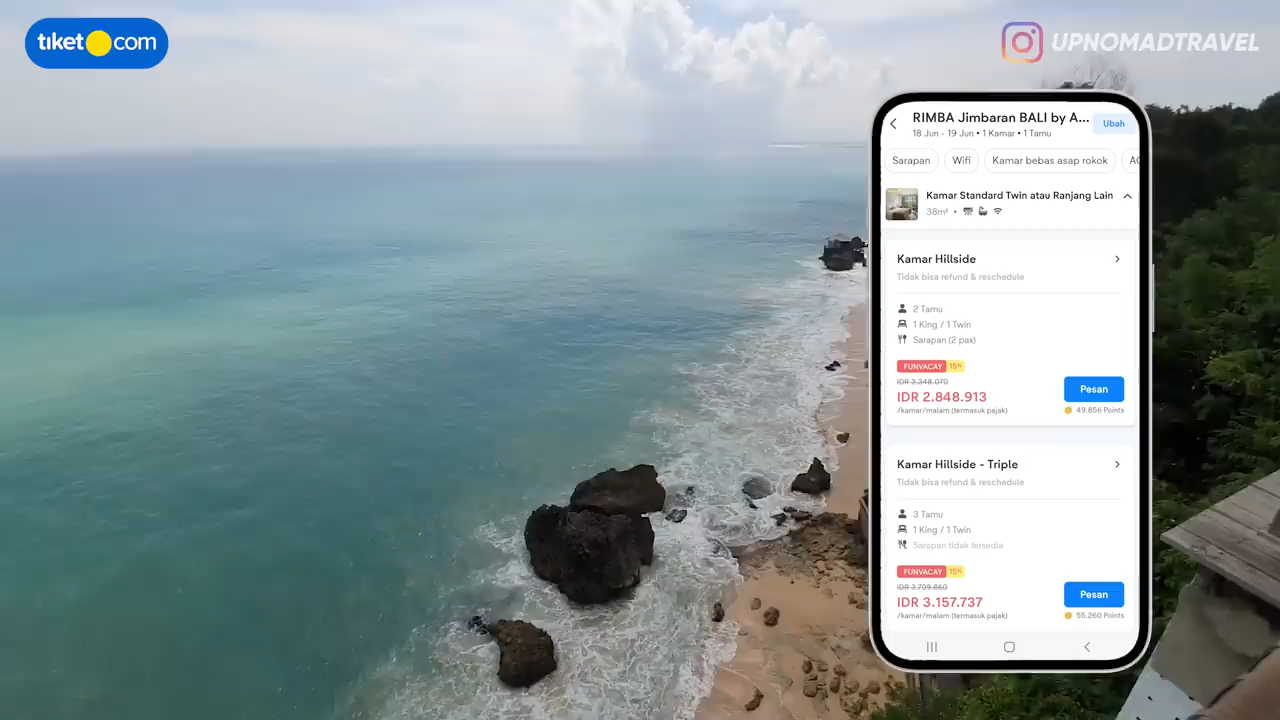 tiket com
UPNOMADTRAVEL
RIMBA Jimbaran BALI by A...
Ubah
18 Jun - 19 Jun • 1 Kamar • 1 Tamu
Sarapan
Wifi
Kamar bebas asap rokok
AC
Kamar Standard Twin atau Ranjang Lain
38m² •
Kamar Hillside
Tidak bisa refund & reschedule
2 Tamu
1 King / 1 Twin
Sarapan (2 pax)
FUNVACAY 15%
IDR 3.348.070
IDR 2.848.913
Pesan
/kamar/malam (termasuk pajak)
49.856 Points
Kamar Hillside - Triple
Tidak bisa refund & reschedule
3 Tamu
1 King / 1 Twin
Sarapan tidak tersedia
FUNVACAY 15%
IDR 3.709.860
IDR 3.157.737
Pesan
/kamar/malam (termasuk pajak)
55.260 Points